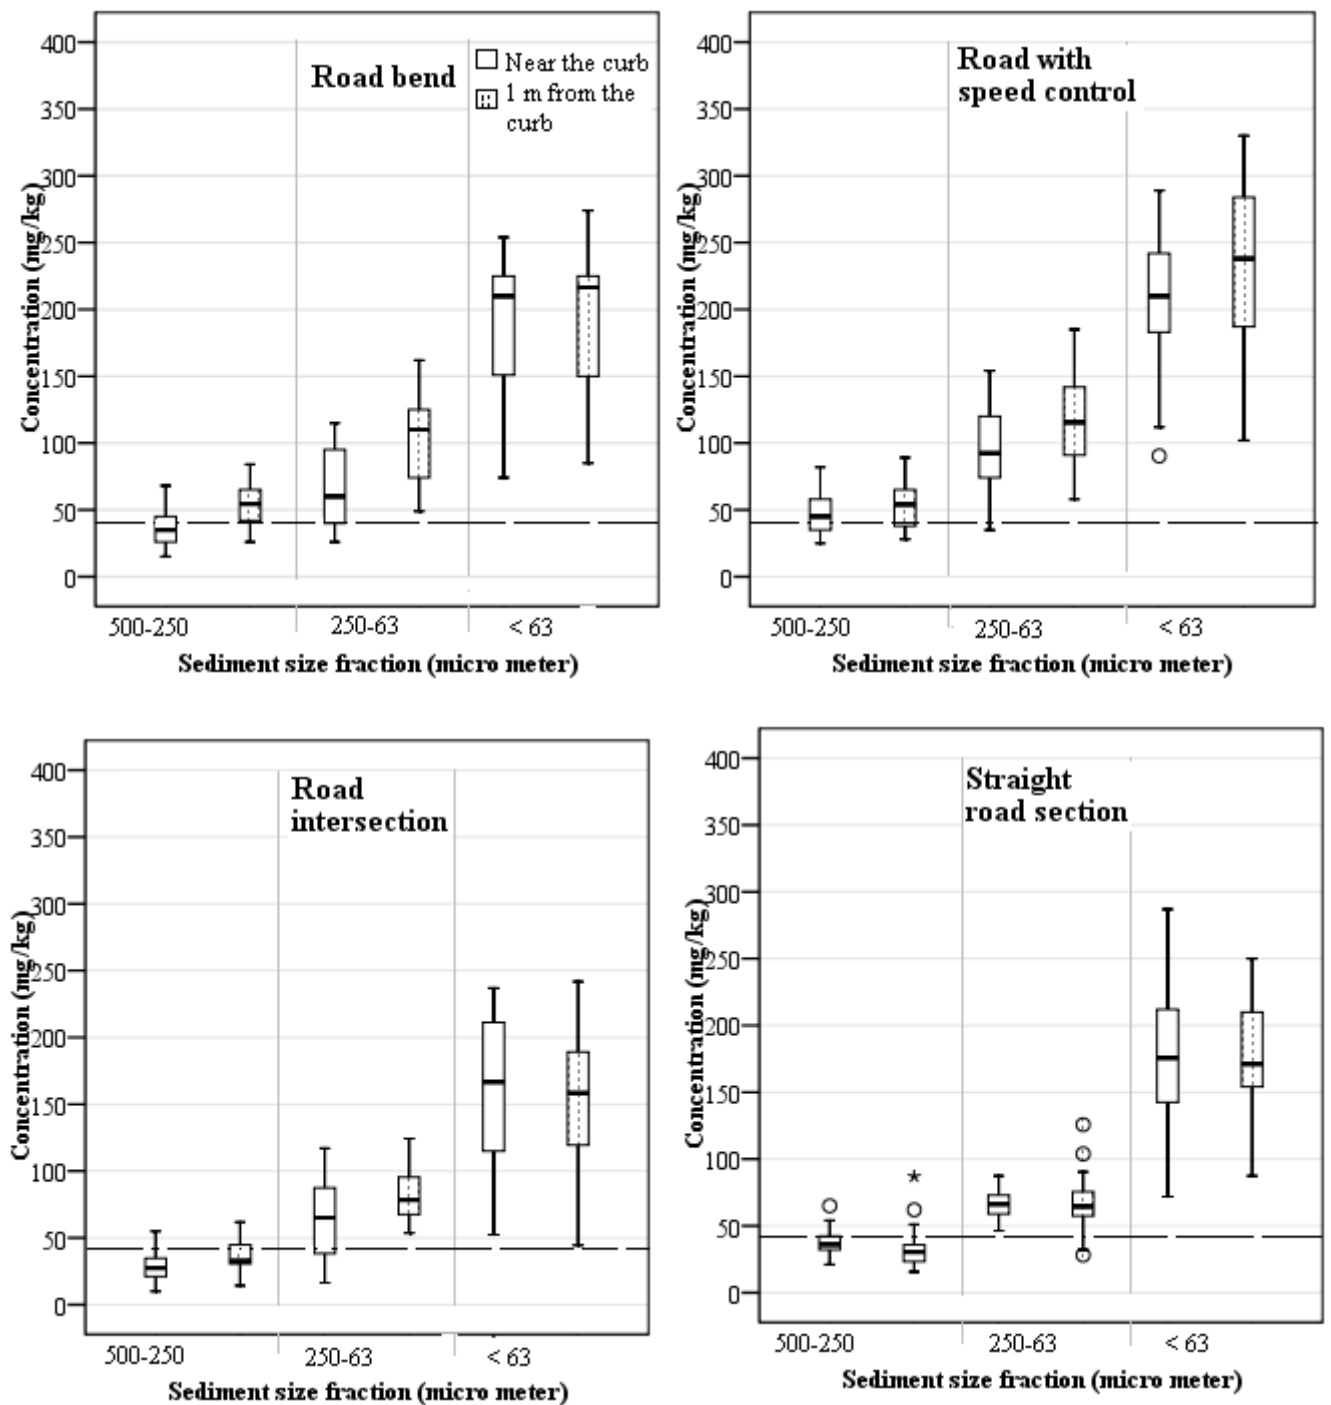 400
350
300
250
200
150
100
50
0
Concentration (mg/kg)
Road bend
Near the curb
1 m from the
curb
500-250
250-63
< 63
Sediment size fraction (micro meter)
400
350
300
250
200
150
100
50
0
Concentration (mg/kg)
Road with
speed control
500-250
250-63
< 63
Sediment size fraction (micro meter)
400
350
300
250
200
150
100
50
0
Concentration (mg/kg)
Road
intersection
500-250
250-63
< 63
Sediment size fraction (micro meter)
400
350
300
250
200
150
100
50
0
Concentration (mg/kg)
Straight
road section
500-250
250-63
< 63
Sediment size fraction (micro meter)